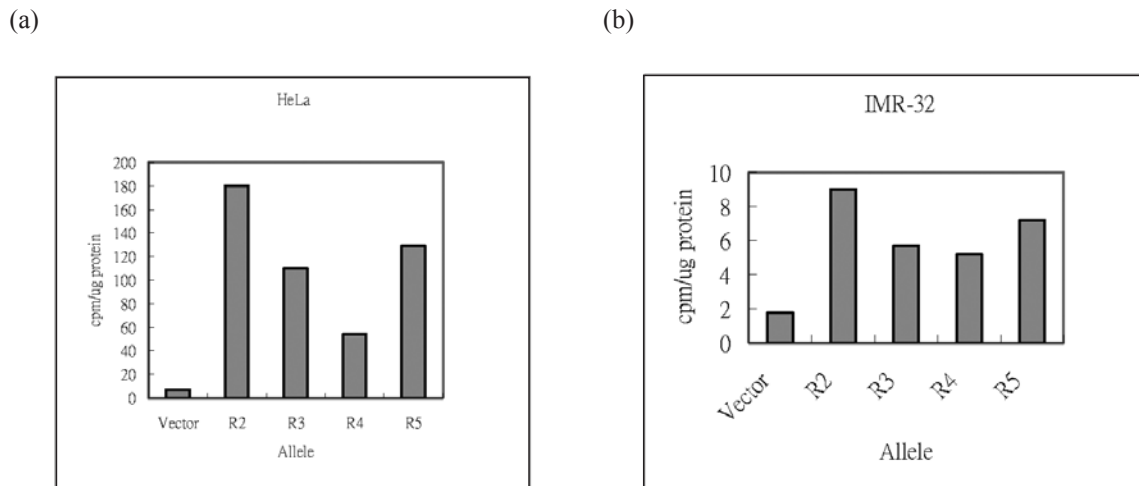 (a)
HeLa
200
180
160
140
120
100
80
60
40
20
0
cpm/ug protein
Vector R2 R3 R4 R5
Allele
(b)
IMR-32
10
8
6
4
2
0
cpm/ug protein
Vector R2 R3 R4 R5
Allele